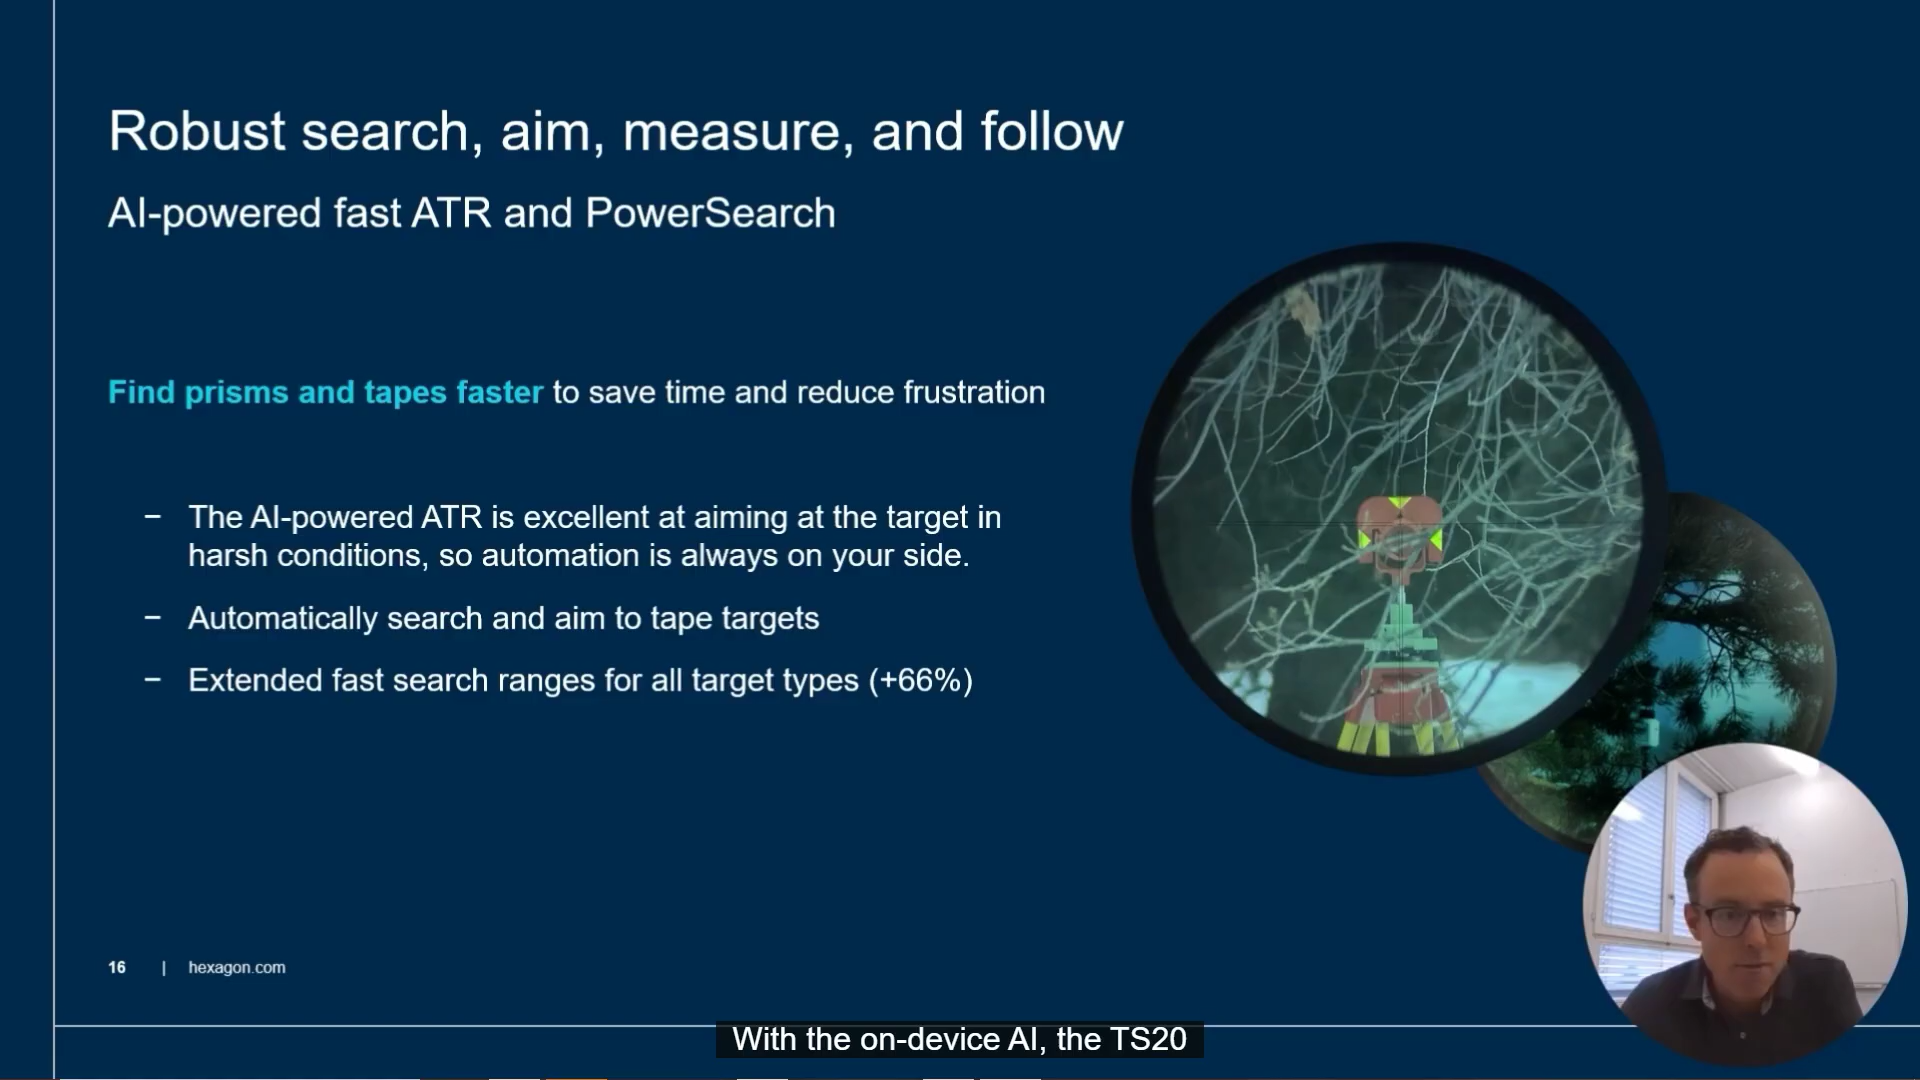 Robust search, aim, measure, and follow
AI-powered fast ATR and PowerSearch
Find prisms and tapes faster to save time and reduce frustration
– The AI-powered ATR is excellent at aiming at the target in
harsh conditions, so automation is always on your side.
– Automatically search and aim to tape targets
– Extended fast search ranges for all target types (+66%)
16 | hexagon.com
With the on-device AI, the TS20